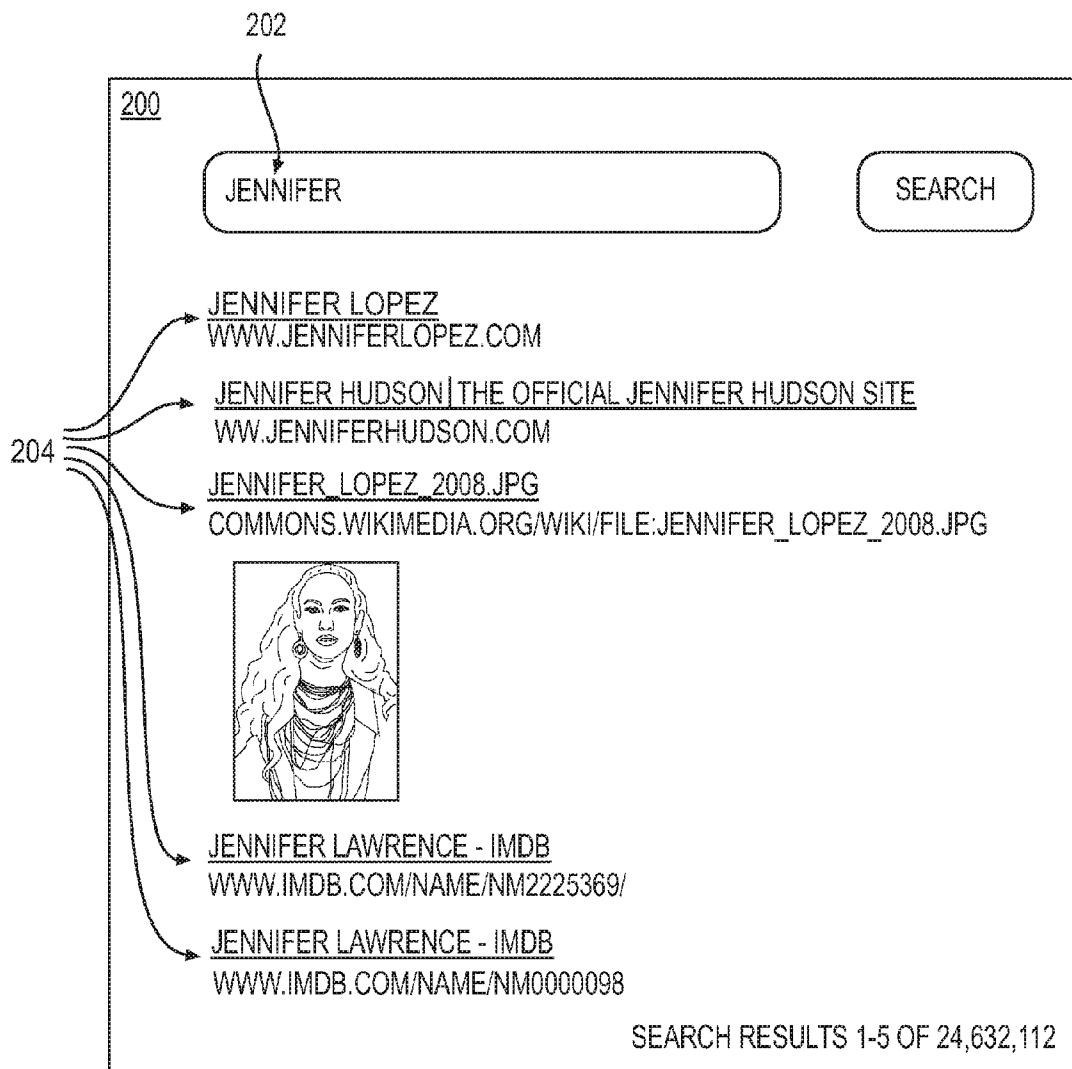 202
200
JENNIFER
SEARCH
JENNIFER LOPEZ
WWW.JENNIFERLOPEZ.COM
JENNIFER HUDSON|THE OFFICIAL JENNIFER HUDSON SITE
WW.JENNIFERHUDSON.COM
204
JENNIFER_LOPEZ_2008.JPG
COMMONS.WIKIMEDIA.ORG/WIKI/FILE:JENNIFER_LOPEZ_2008.JPG
JENNIFER LAWRENCE - IMDB
WWW.IMDB.COM/NAME/NM2225369/
JENNIFER LAWRENCE - IMDB
WWW.IMDB.COM/NAME/NM0000098
SEARCH RESULTS 1-5 OF 24,632,112